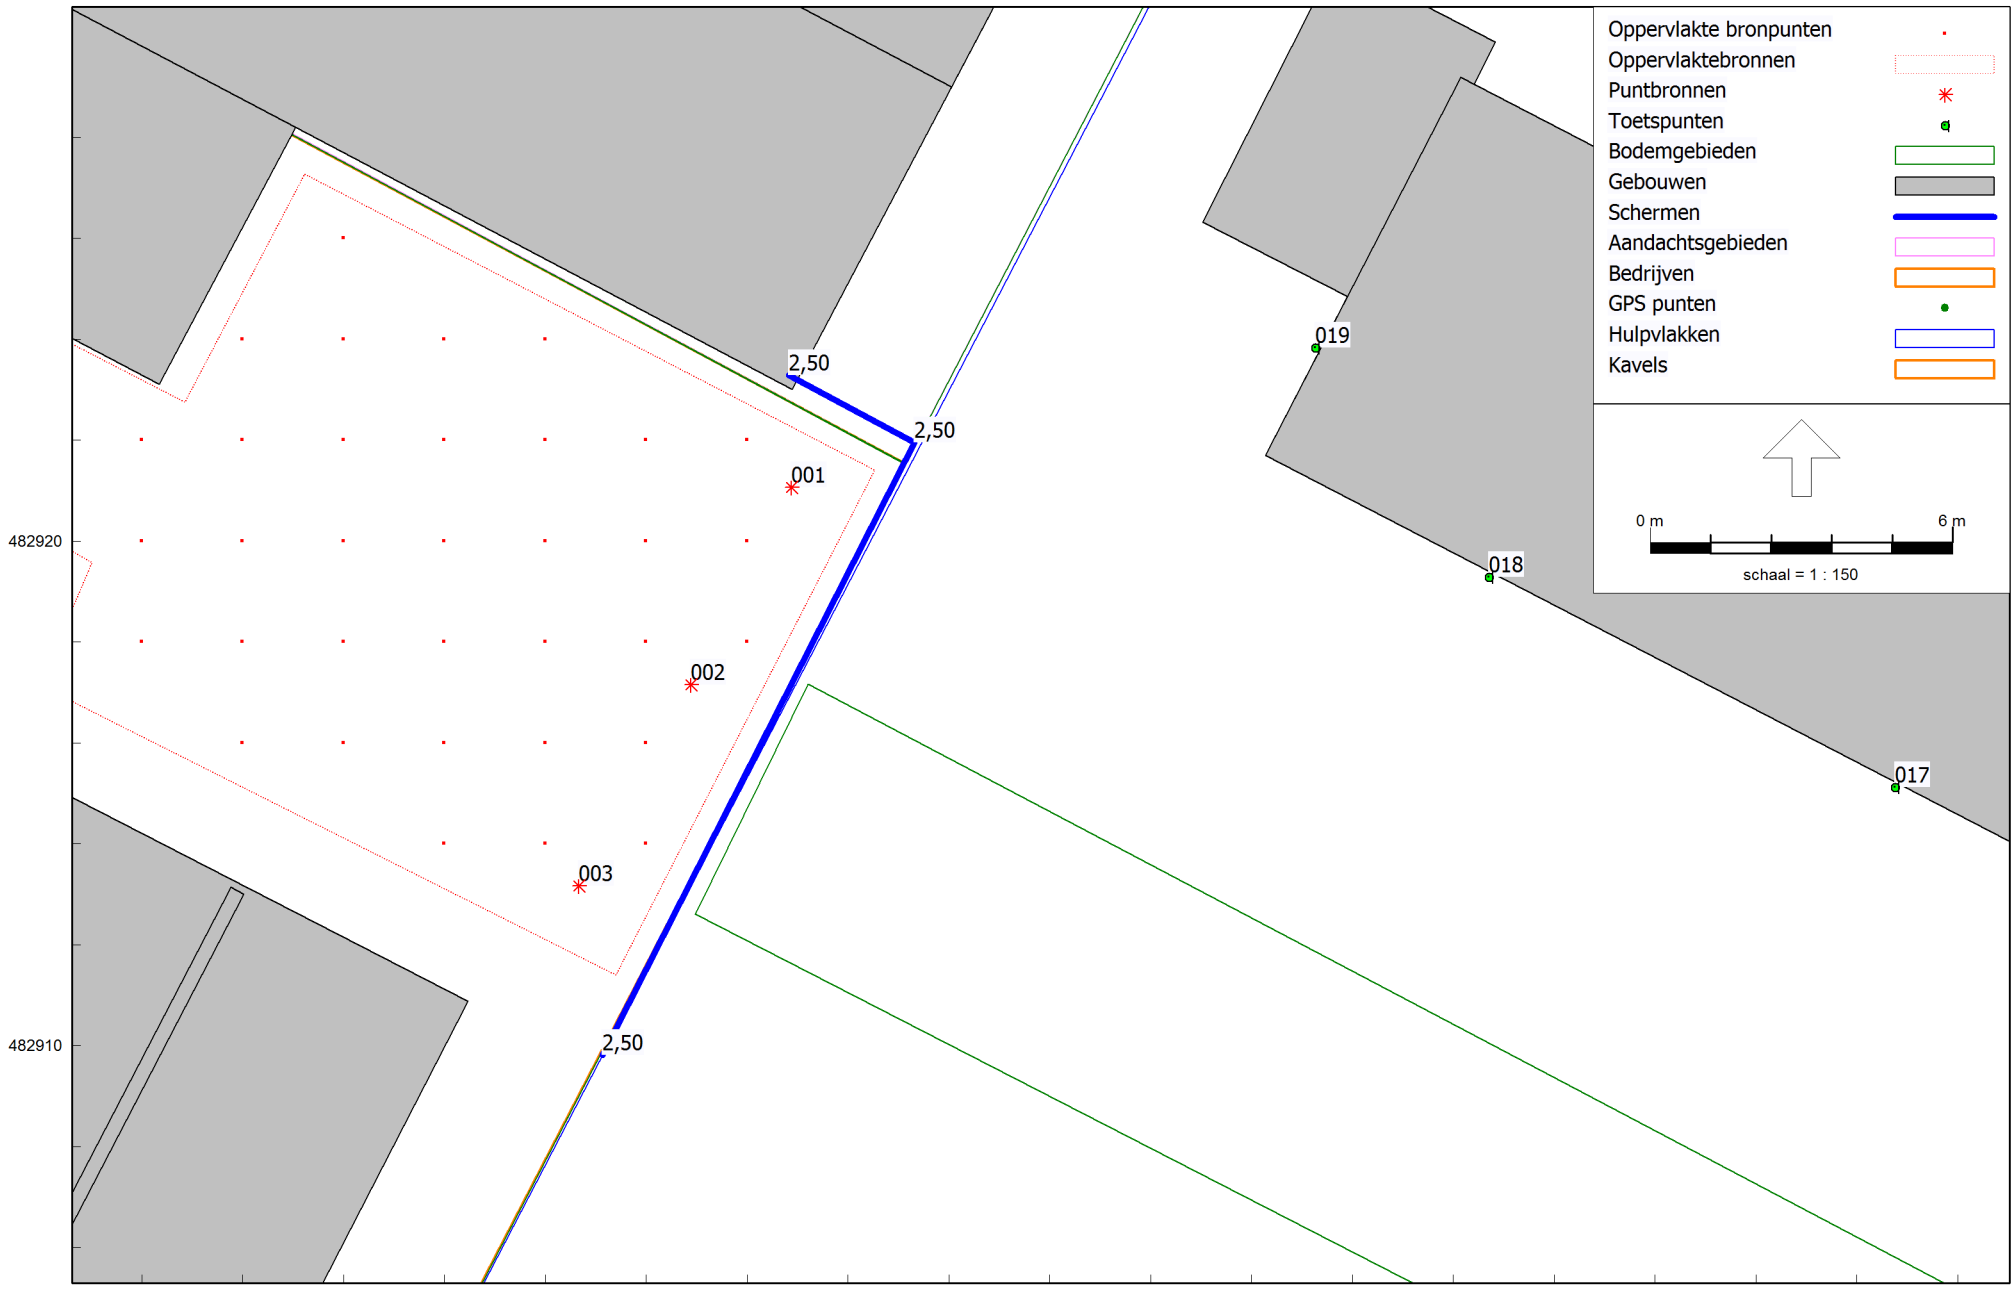 Oppervlakte bronpunten
Oppervlaktebronnen
Puntbronnen
Toetspunten
Bodemgebieden
Gebouwen
Schermen
Aandachtsgebieden
Bedrijven
GPS punten
Hulpvlakken
Kavels
0 m 6 m
schaal = 1 : 150
019
2,50
2,50
001
482920
018
002
017
003
2,50
482910